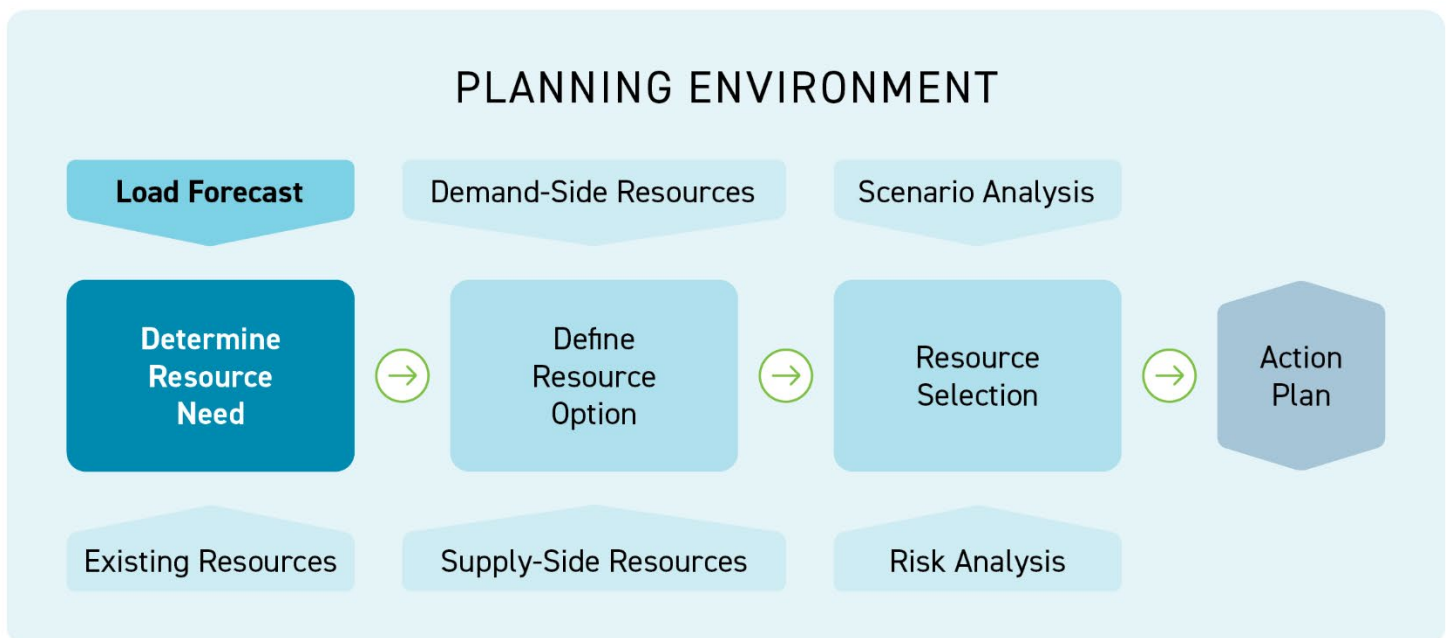 PLANNING ENVIRONMENT
Load Forecast
Demand-Side Resources
Scenario Analysis
Determine
Resource
Need
Define
Resource
Option
Resource
Selection
Action
Plan
Existing Resources
Supply-Side Resources
Risk Analysis